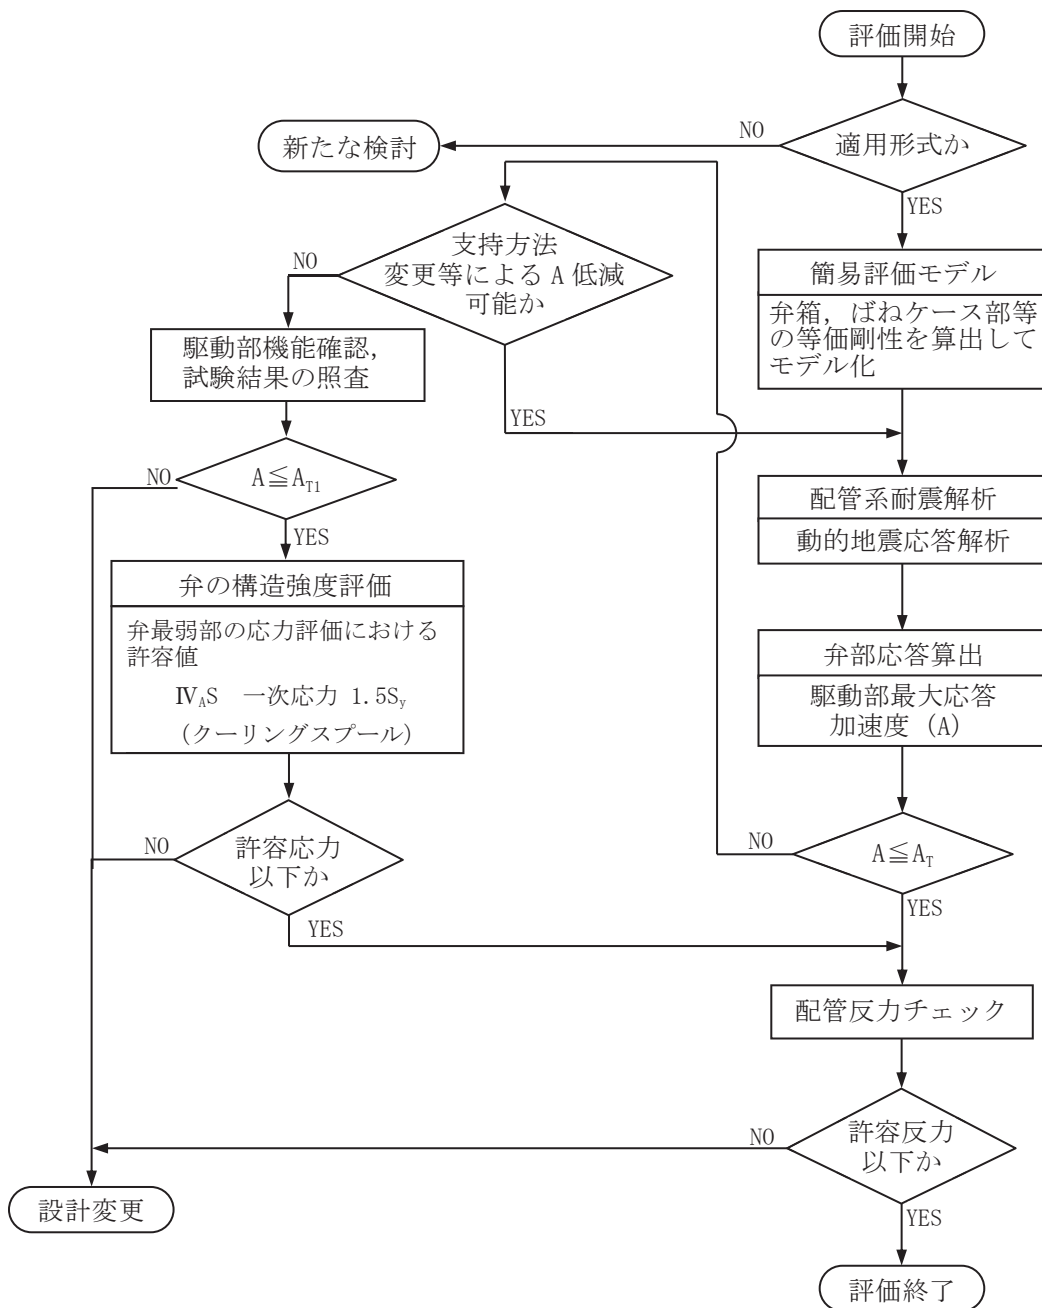 評価開始
適用形式か
NO
新たな検討
YES
簡易評価モデル
弁箱，ばねケース部等
の等価剛性を算出して
モデル化
支持方法
変更等による A 低減
可能か
NO
YES
駆動部機能確認，
試験結果の照査
A≦A_T1
NO
YES
配管系耐震解析
動的地震応答解析
弁の構造強度評価
弁最弱部の応力評価における
許容値
Ⅳ_AS　一次応力 1.5S_y
（クーリングスプール）
弁部応答算出
駆動部最大応答
加速度（A）
A≦A_T
NO
YES
許容応力
以下か
NO
YES
配管反力チェック
許容反力
以下か
NO
YES
設計変更
評価終了